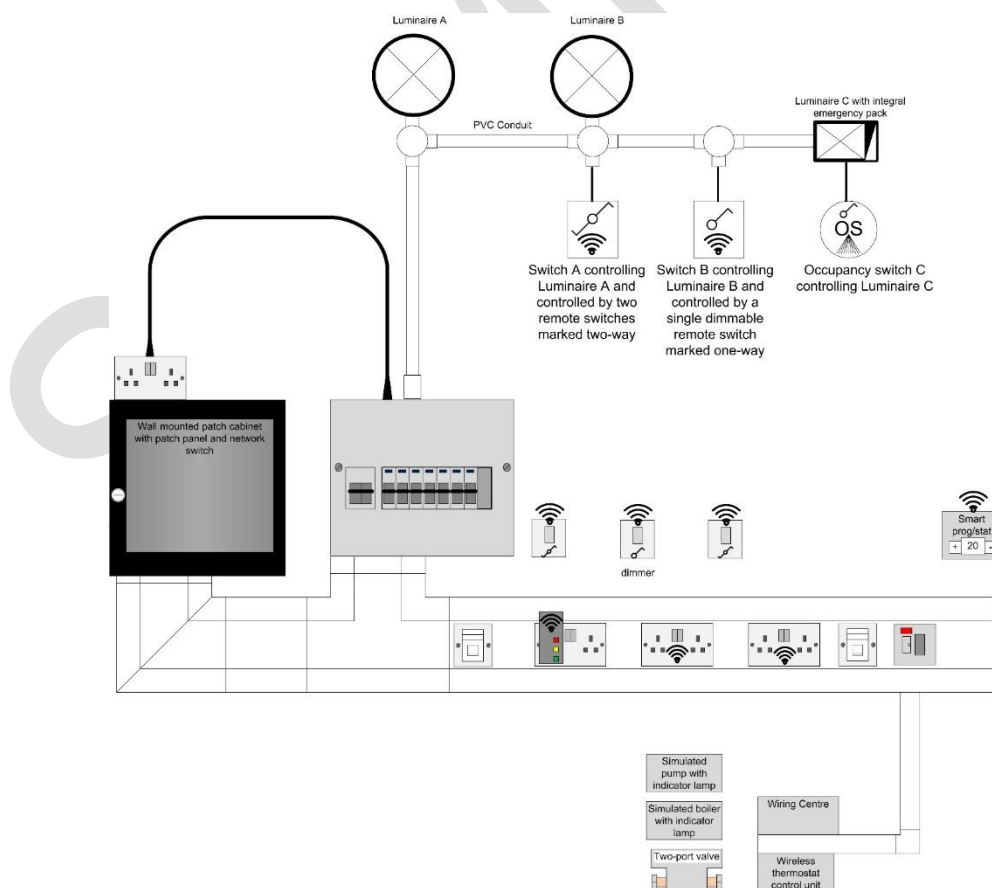 Luminaire A
Luminaire B
Luminaire C with integral
emergency pack
PVC Conduit
OS
Switch A controlling
Luminaire A and
controlled by two
remote switches
marked two-way
Switch B controlling
Luminaire B and
controlled by a
single dimmable
remote switch
marked one-way
Occupancy switch C
controlling Luminaire C
Wall mounted patch cabinet
with patch panel and network
switch
dimmer
Smart
prog/stat
+ 20 -
Simulated
pump with
indicator lamp
Simulated boiler
with indicator
lamp
Two-port valve
Wiring Centre
Wireless
thermostat
control unit